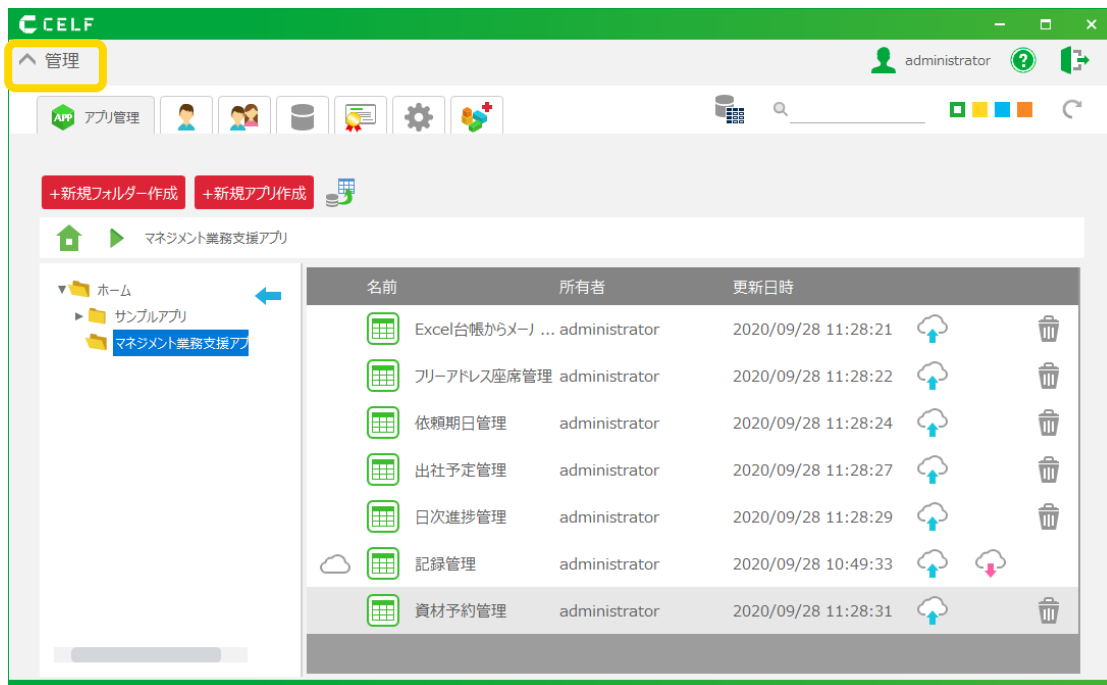 CELF
管理
administrator
APP アプリ管理
+新規フォルダー作成 +新規アプリ作成
マネジメント業務支援アプリ
ホーム
サンプルアプリ
マネジメント業務支援アプ
名前 所有者 更新日時
Excel台帳からメー ... administrator 2020/09/28 11:28:21
フリーアドレス座席管理 administrator 2020/09/28 11:28:22
依頼期日管理 administrator 2020/09/28 11:28:24
出社予定管理 administrator 2020/09/28 11:28:27
日次進捗管理 administrator 2020/09/28 11:28:29
記録管理 administrator 2020/09/28 10:49:33
資材予約管理 administrator 2020/09/28 11:28:31